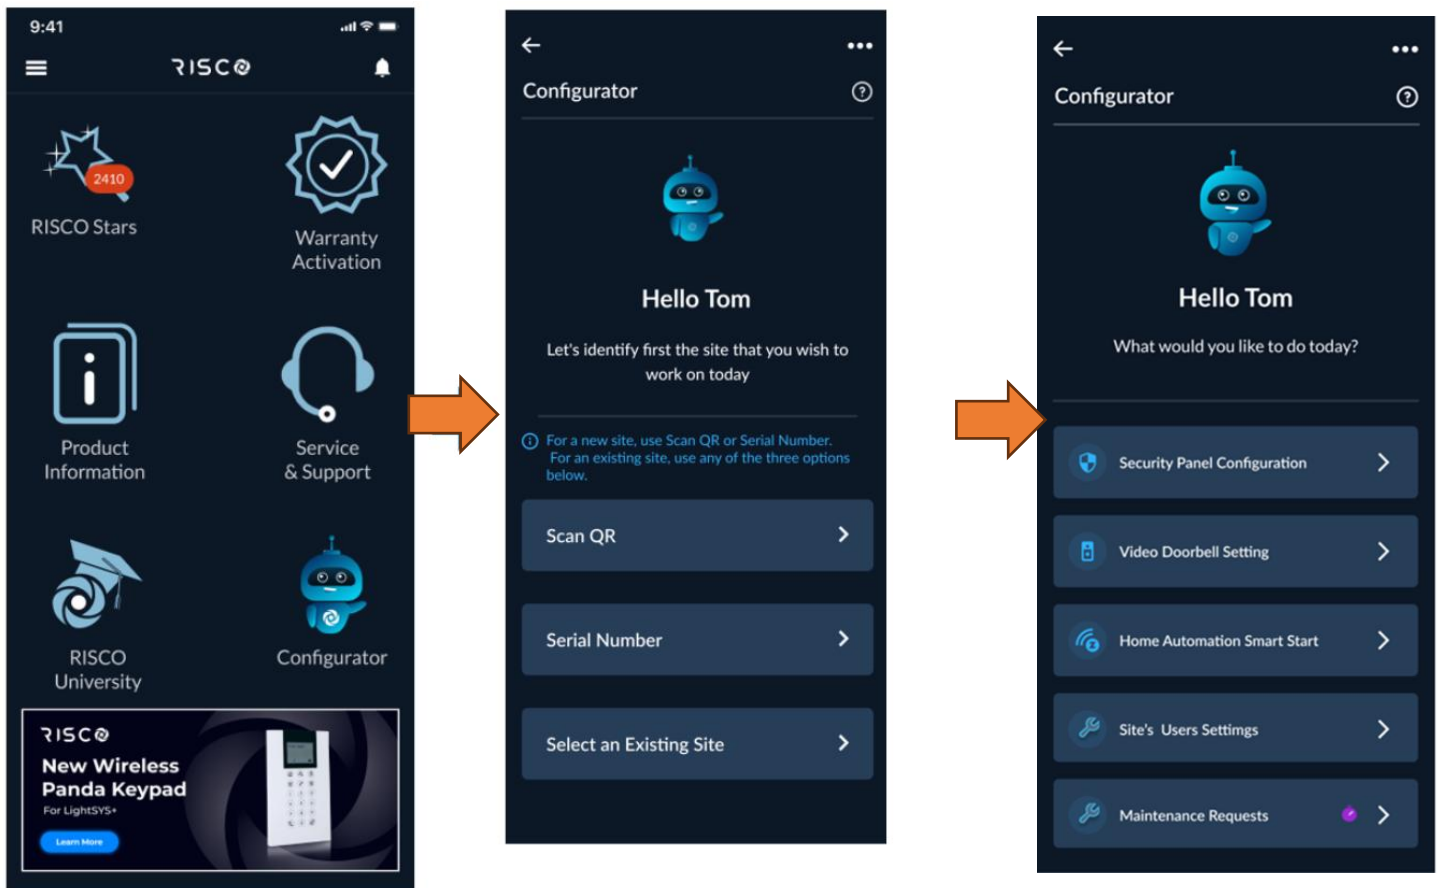 9:41
RISCO
2410
RISCO Stars
Warranty
Activation
Product
Information
Service
& Support
RISCO
University
Configurator
RISCO
New Wireless
Panda Keypad
For LightSYS+
Learn More
Configurator
Hello Tom
Let's identify first the site that you wish to
work on today
For a new site, use Scan QR or Serial Number.
For an existing site, use any of the three options
below.
Scan QR
Serial Number
Select an Existing Site
Configurator
Hello Tom
What would you like to do today?
Security Panel Configuration
Video Doorbell Setting
Home Automation Smart Start
Site's Users Settimgs
Maintenance Requests